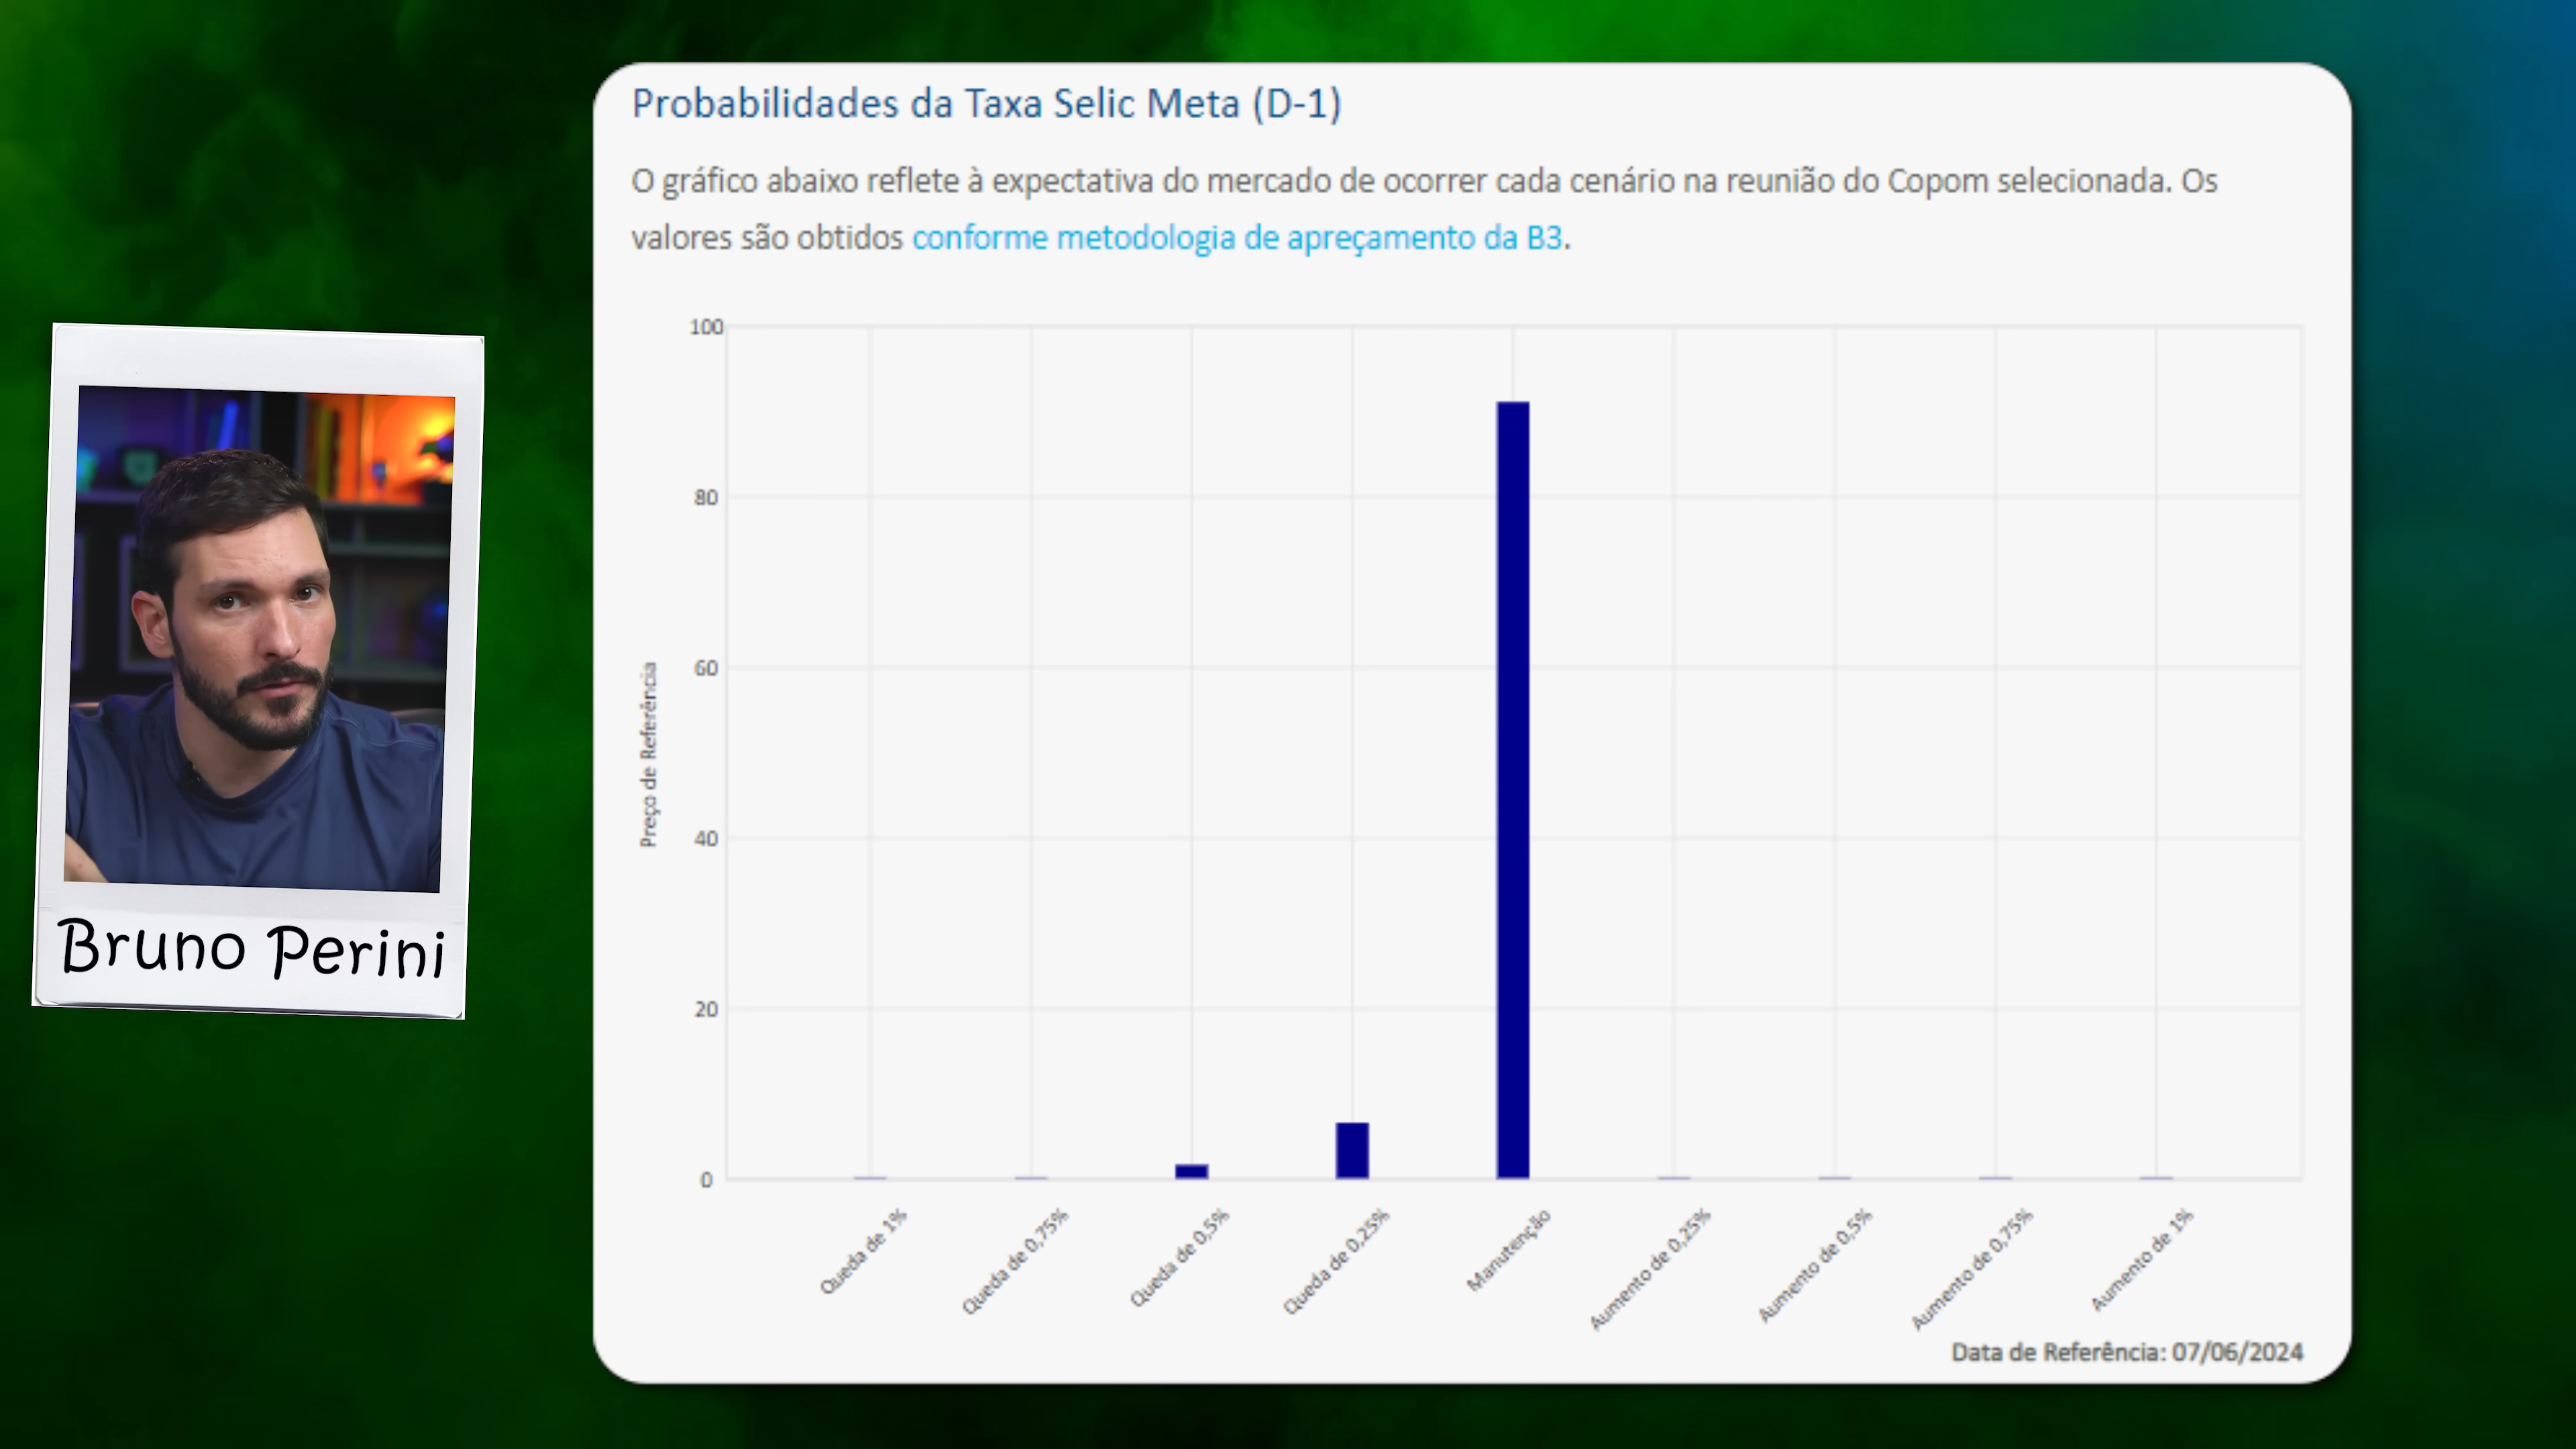 Probabilidades da Taxa Selic Meta (D-1)
O gráfico abaixo reflete à expectativa do mercado de ocorrer cada cenário na reunião do Copom selecionada. Os
valores são obtidos conforme metodologia de apreçamento da B3.
Bruno Perini
Preço de Referência
100
80
60
40
20
0
Queda de 1%
Queda de 0,75%
Queda de 0,5%
Queda de 0,25%
Manutenção
Aumento de 0,25%
Aumento de 0,5%
Aumento de 0,75%
Aumento de 1%
Data de Referência: 07/06/2024